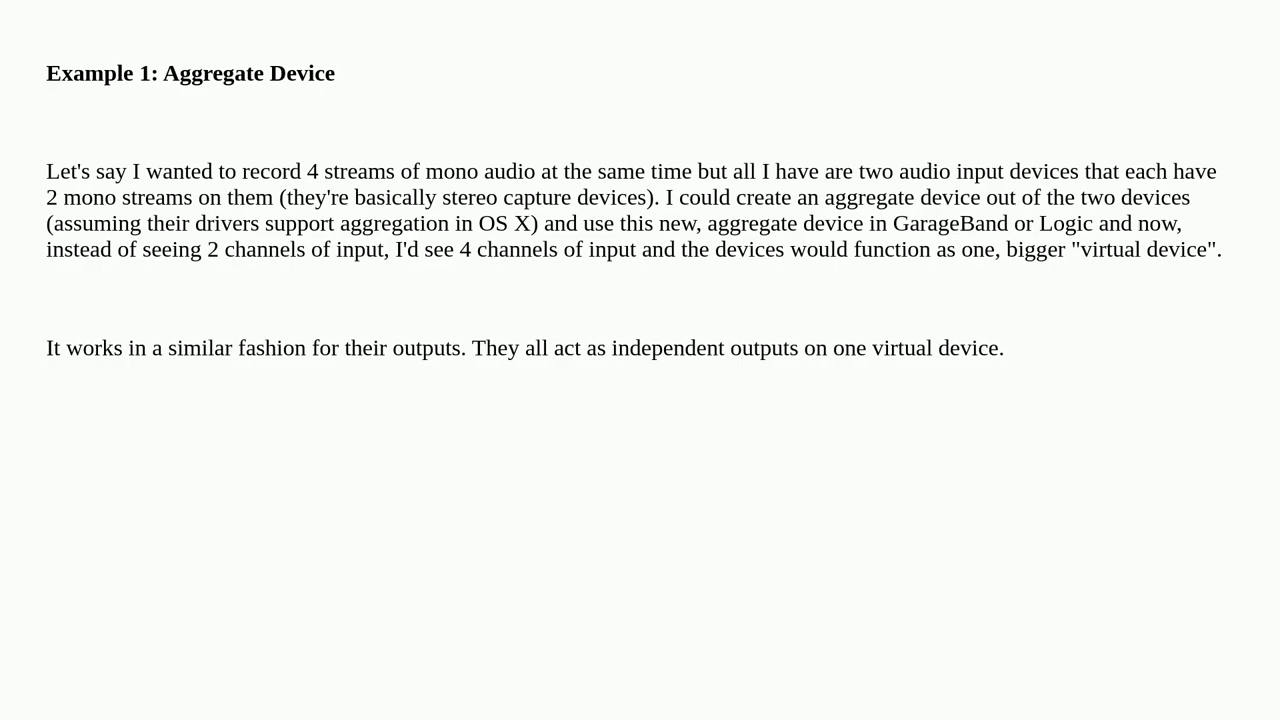 Example 1: Aggregate Device
Let's say I wanted to record 4 streams of mono audio at the same time but all I have are two audio input devices that each have
2 mono streams on them (they're basically stereo capture devices). I could create an aggregate device out of the two devices
(assuming their drivers support aggregation in OS X) and use this new, aggregate device in GarageBand or Logic and now,
instead of seeing 2 channels of input, I'd see 4 channels of input and the devices would function as one, bigger "virtual device".
It works in a similar fashion for their outputs. They all act as independent outputs on one virtual device.